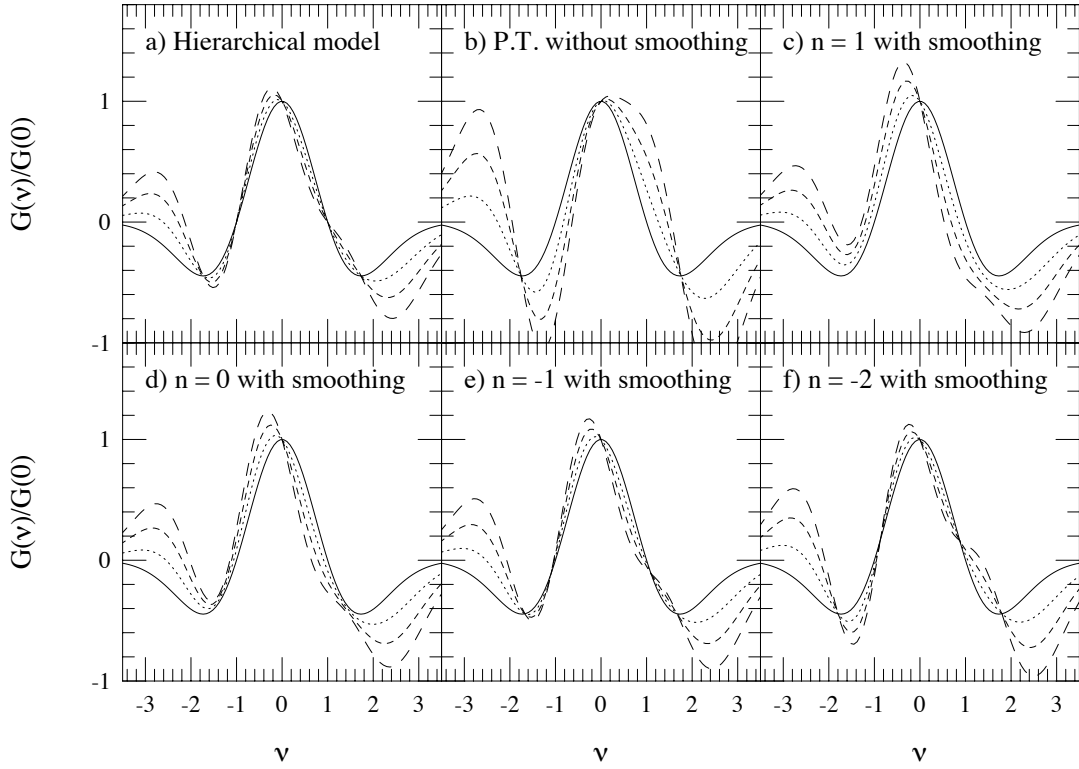 a) Hierarchical model
b) P.T. without smoothing
c) n = 1 with smoothing
G(ν)/G(0)
1
0
-1
d) n = 0 with smoothing
e) n = -1 with smoothing
f) n = -2 with smoothing
G(ν)/G(0)
1
0
-1
-3 -2 -1 0 1 2 3
-3 -2 -1 0 1 2 3
-3 -2 -1 0 1 2 3
ν
ν
ν